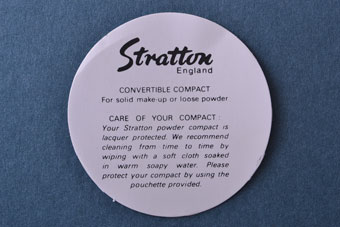 Stratton
England
CONVERTIBLE COMPACT
For solid make-up or loose powder
CARE OF YOUR COMPACT :
Your Stratton powder compact is
lacquer protected. We recommend
cleaning from time to time by
wiping with a soft cloth soaked
in warm soapy water. Please
protect your compact by using the
pouchette provided.